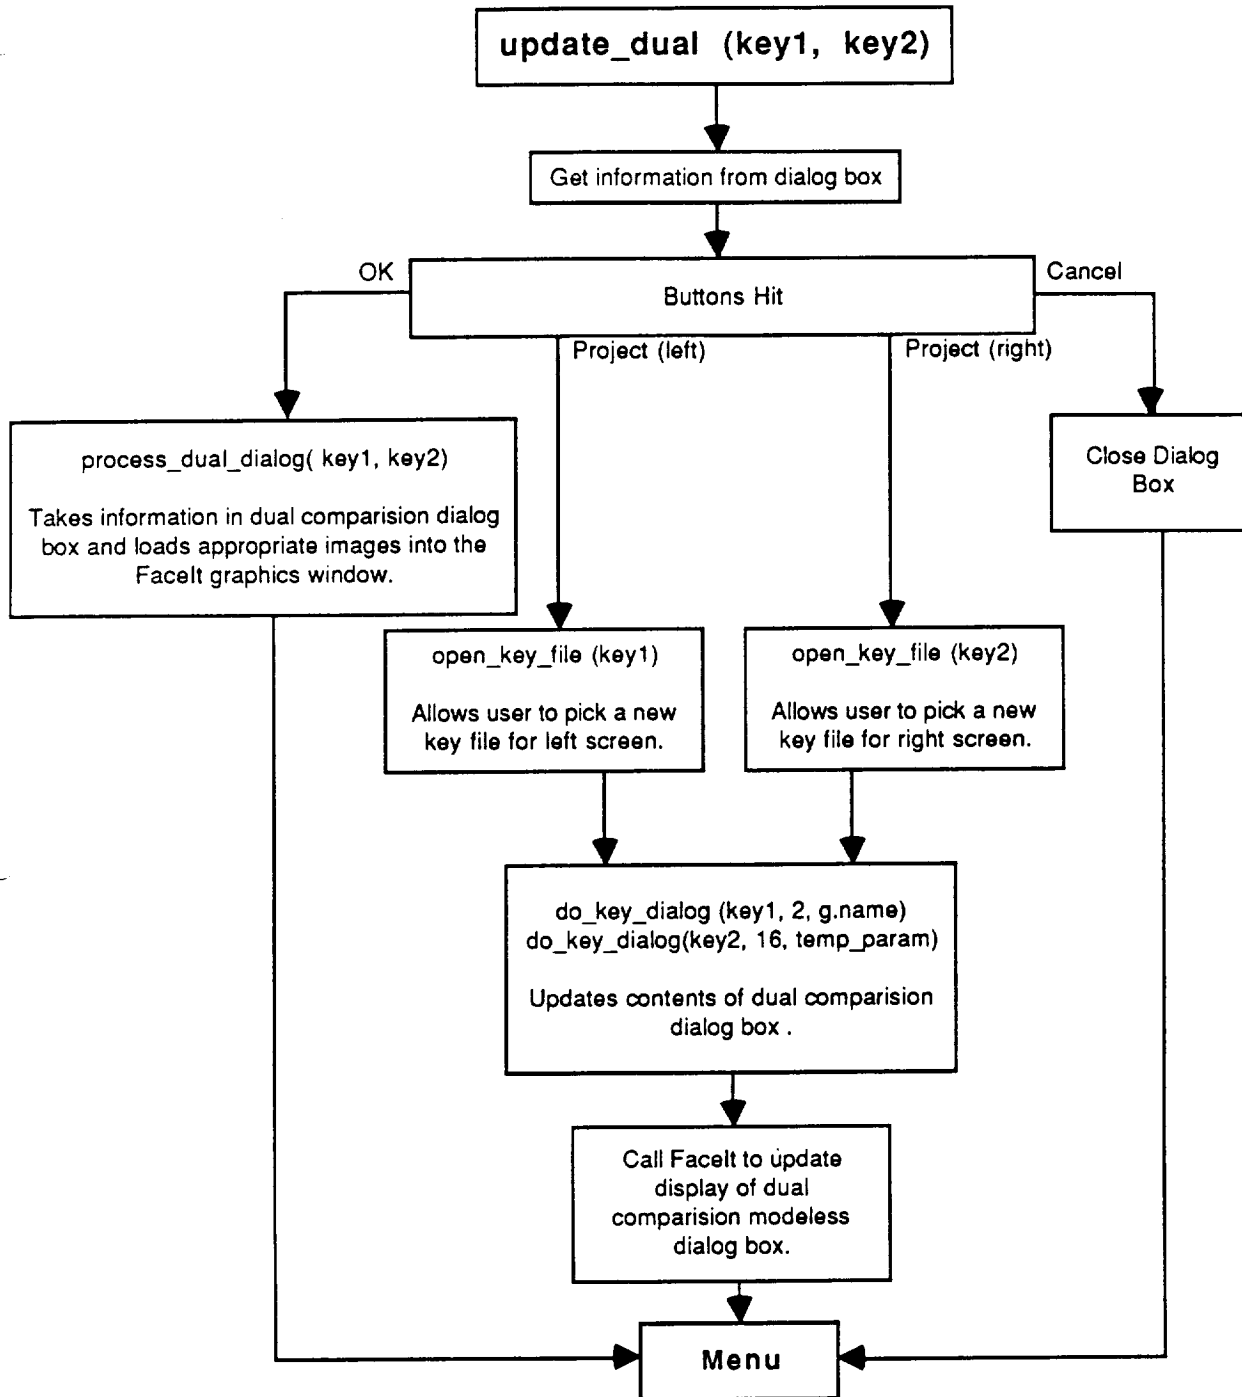 update_dual (key1, key2)
Get information from dialog box
OK
Buttons Hit
Cancel
Project (left)
Project (right)
process_dual_dialog( key1, key2)
Takes information in dual comparision dialog
box and loads appropriate images into the
FaceIt graphics window.
Close Dialog
Box
open_key_file (key1)
Allows user to pick a new
key file for left screen.
open_key_file (key2)
Allows user to pick a new
key file for right screen.
do_key_dialog (key1, 2, g.name)
do_key_dialog(key2, 16, temp_param)
Updates contents of dual comparision
dialog box .
Call FaceIt to update
display of dual
comparision modeless
dialog box.
Menu